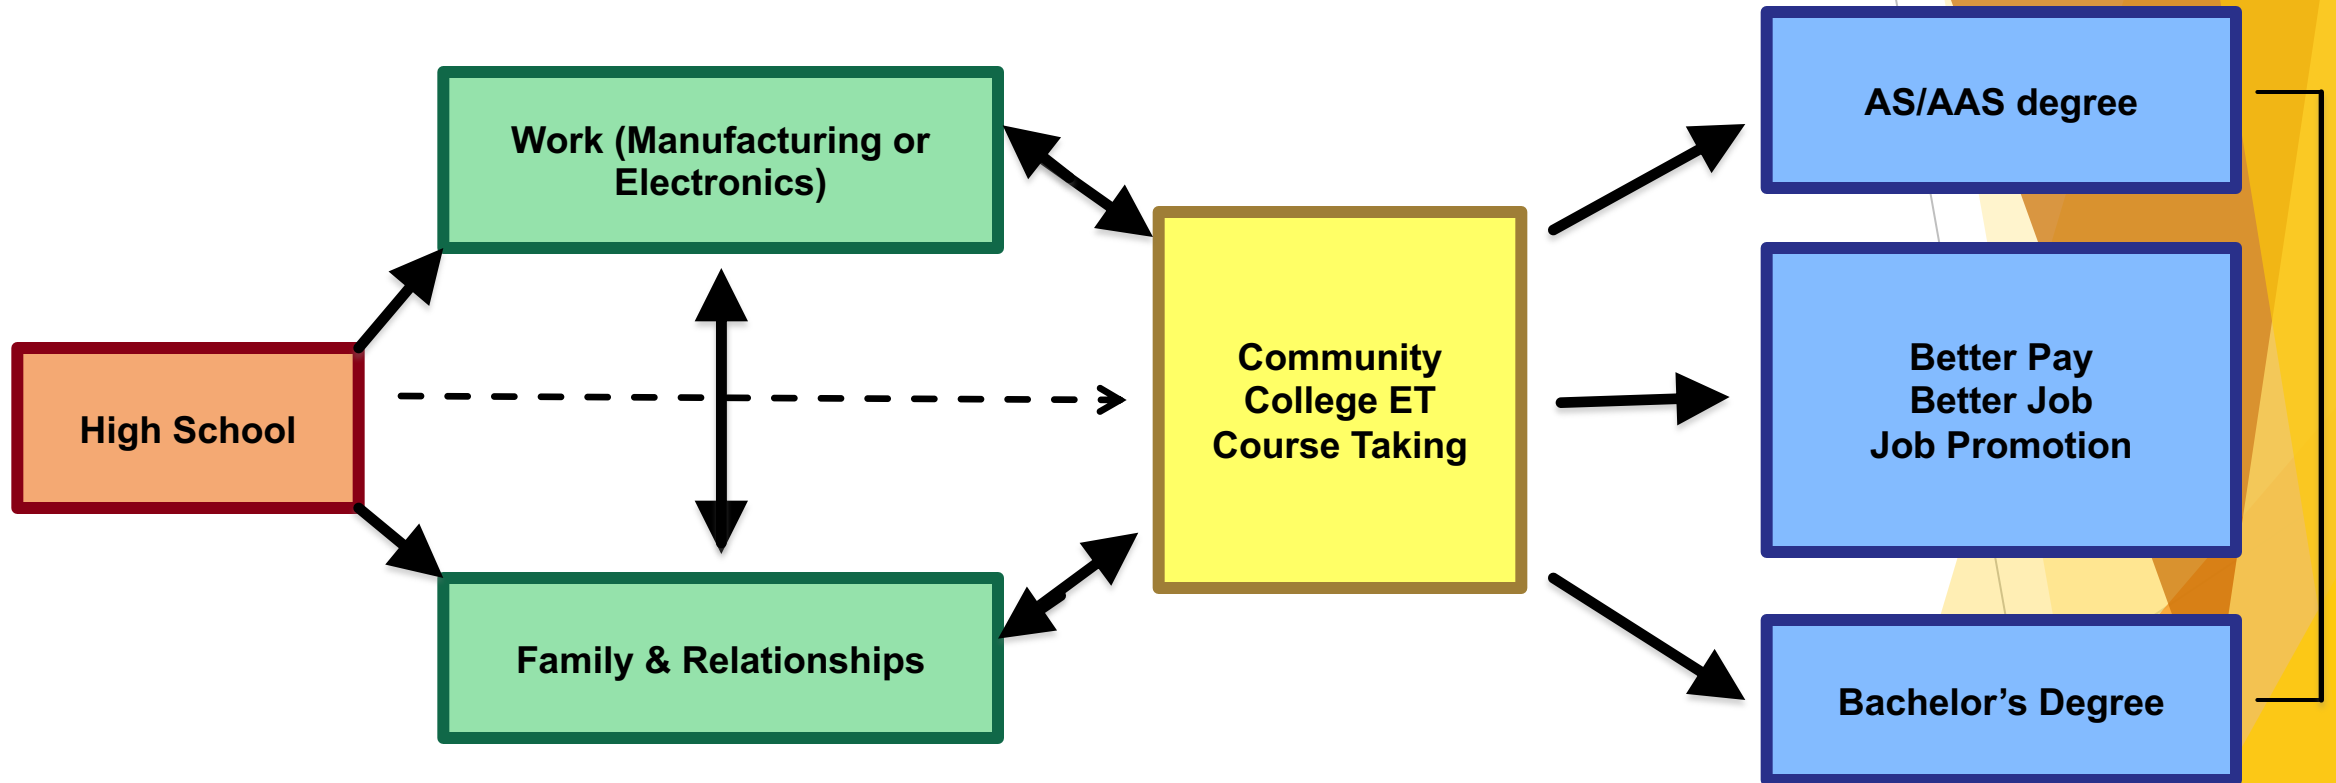 High School
Work (Manufacturing or
Electronics)
Family & Relationships
Community
College ET
Course Taking
AS/AAS degree
Better Pay
Better Job
Job Promotion
Bachelor’s Degree